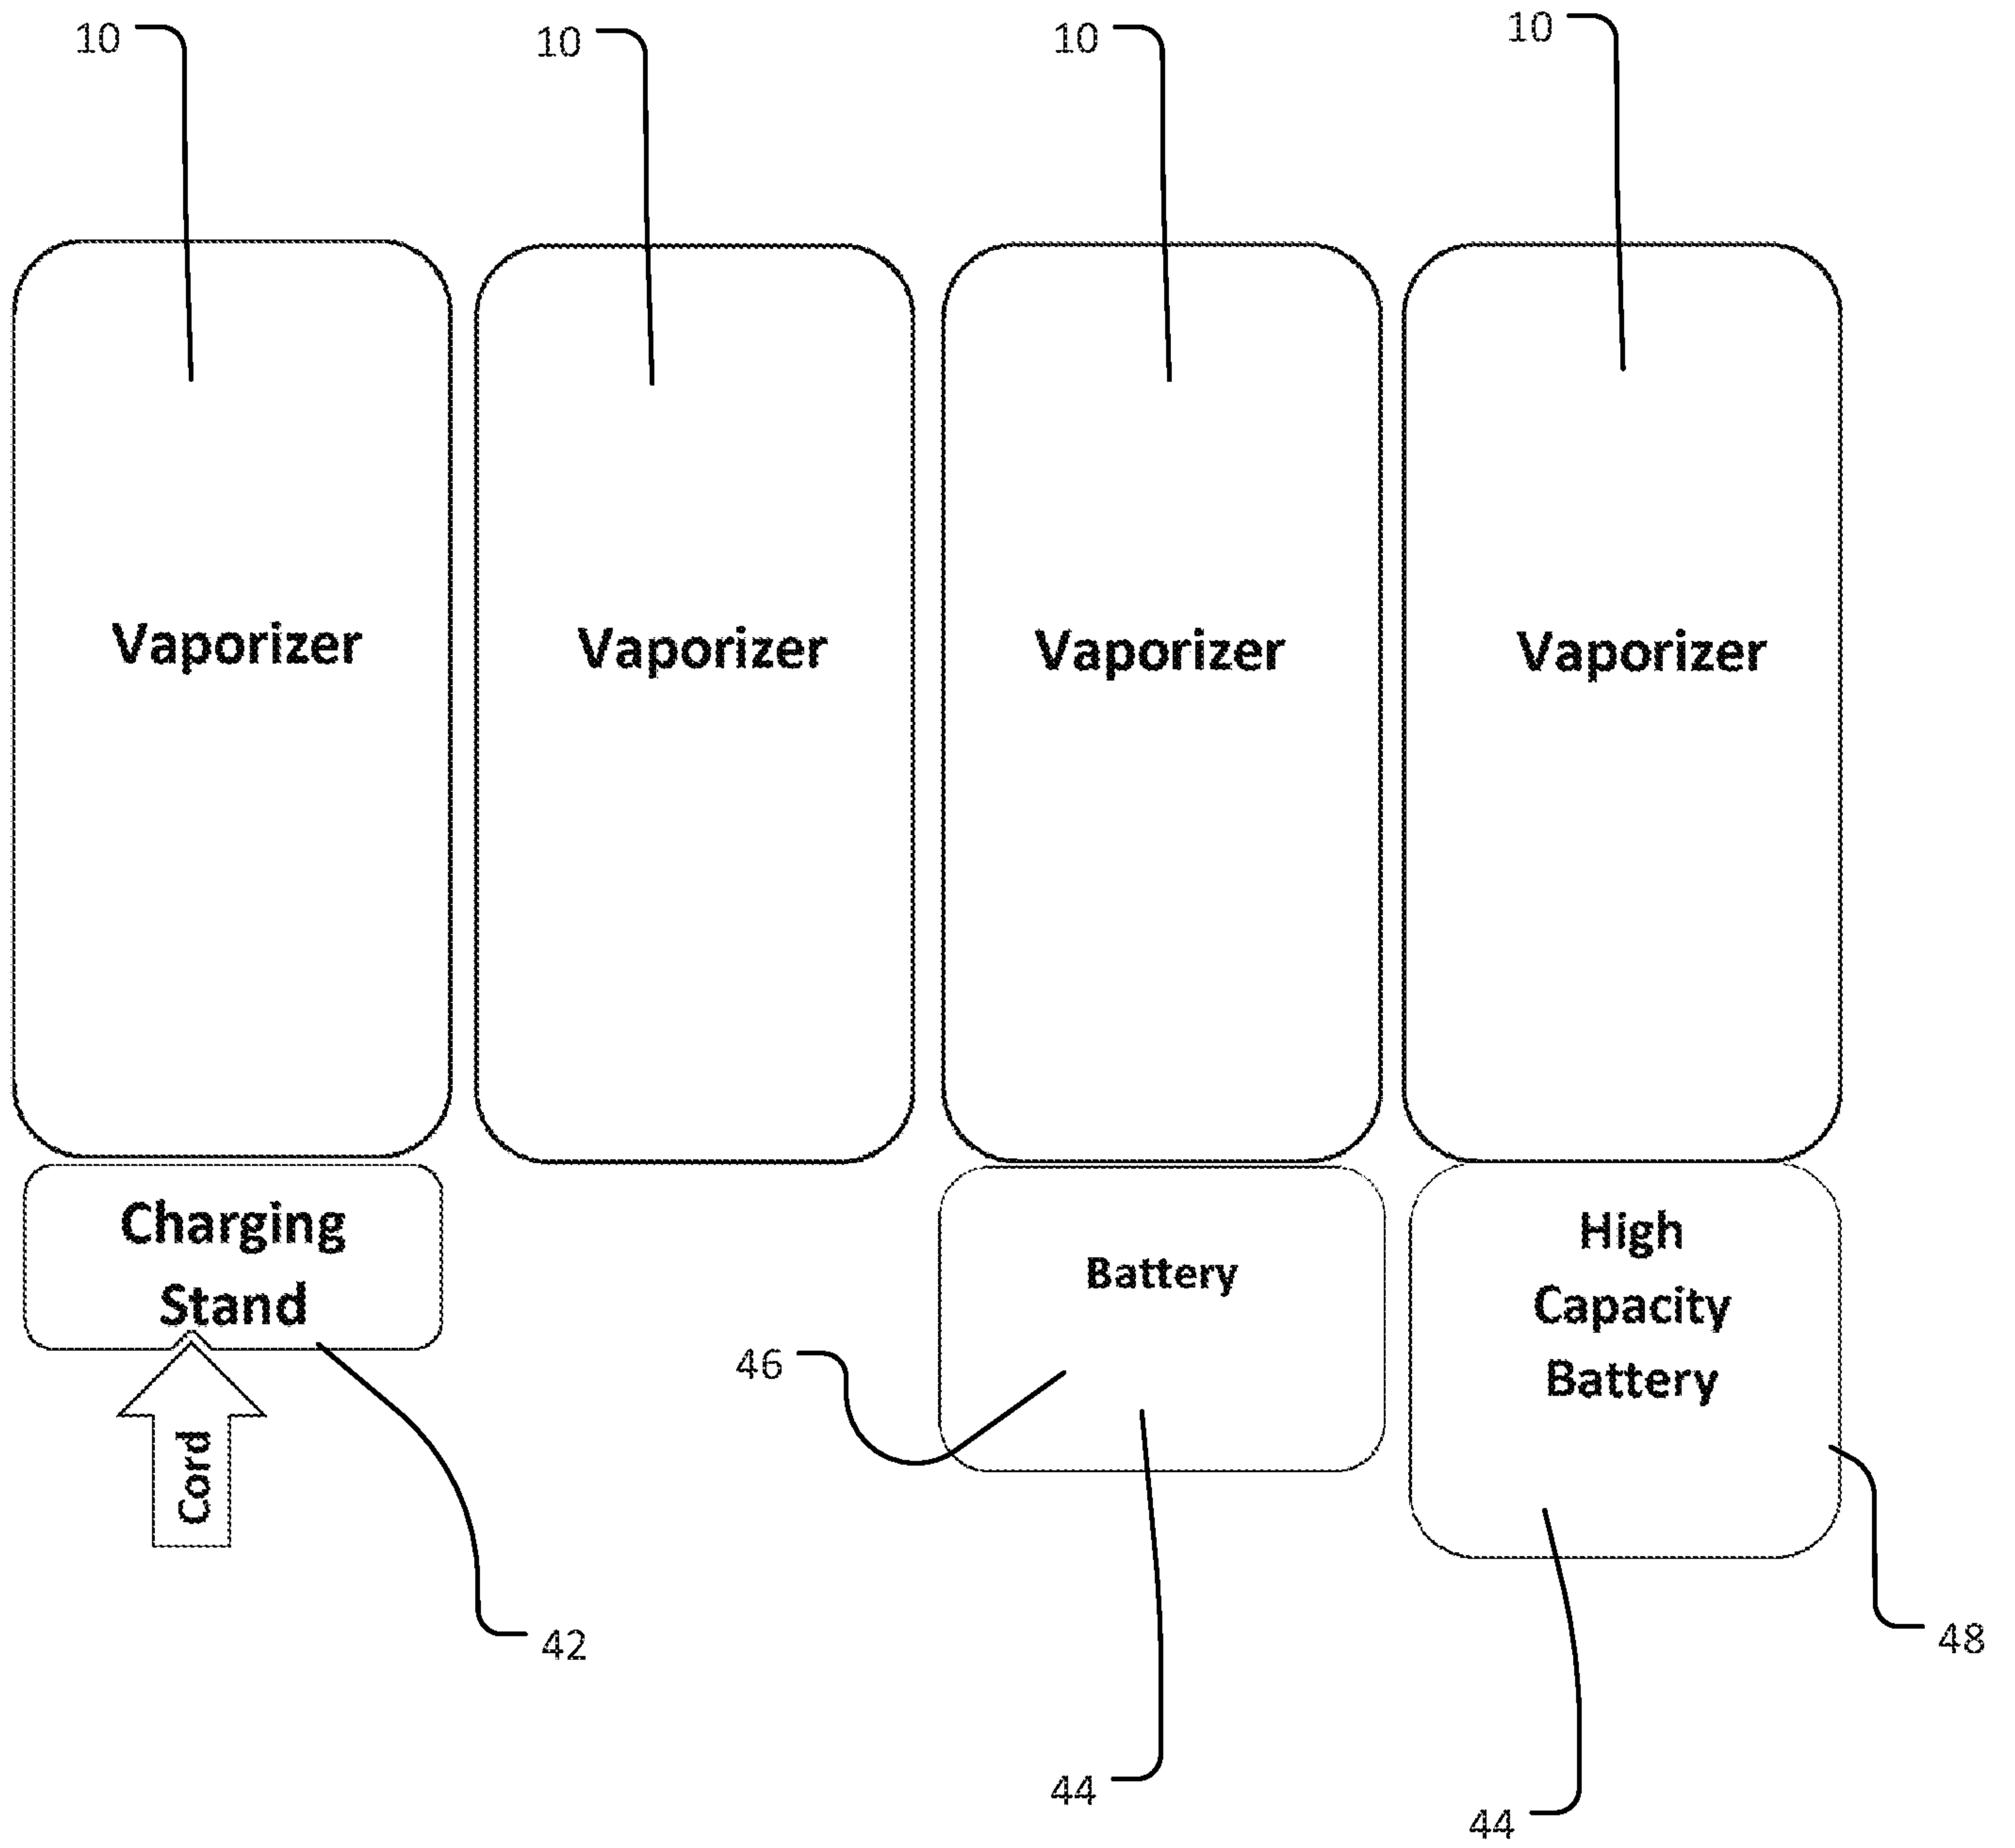 10
10
10
10
Vaporizer
Vaporizer
Vaporizer
Vaporizer
Charging
Stand
Cord
42
Battery
46
44
High
Capacity
Battery
48
44